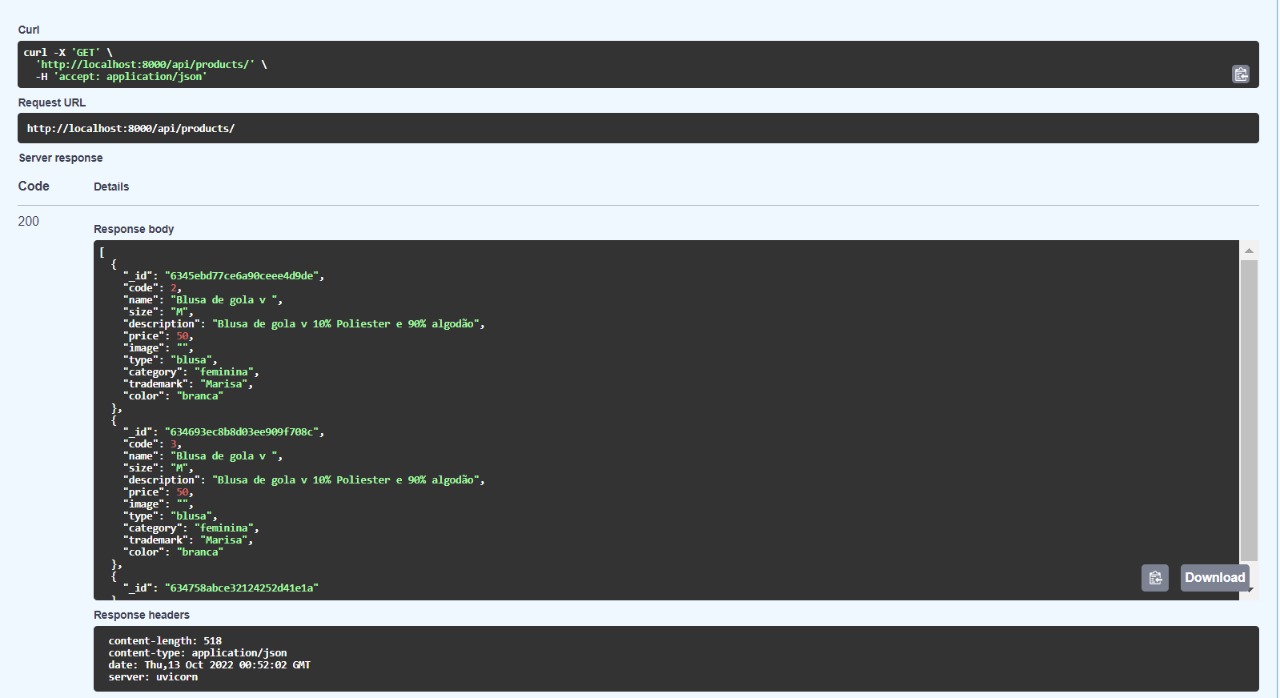 Curl
curl -X 'GET' \
'http://localhost:8000/api/products/' \
-H 'accept: application/json'
Request URL
http://localhost:8000/api/products/
Server response
Code Details
200
Response body
[
{
"_id": "6345ebd77ce6a90ceee4d9de",
"code": 2,
"name": "Blusa de gola v ",
"size": "M",
"description": "Blusa de gola v 10% Poliester e 90% algodão",
"price": 50,
"image": "",
"type": "blusa",
"category": "feminina",
"trademark": "Marisa",
"color": "branca"
},
{
"_id": "634693ec8b8d03ee909f708c",
"code": 3,
"name": "Blusa de gola v ",
"size": "M",
"description": "Blusa de gola v 10% Poliester e 90% algodão",
"price": 50,
"image": "",
"type": "blusa",
"category": "feminina",
"trademark": "Marisa",
"color": "branca"
},
{
"_id": "634758abce32124252d41e1a"
}
Download
Response headers
content-length: 518
content-type: application/json
date: Thu,13 Oct 2022 00:52:02 GMT
server: uvicorn